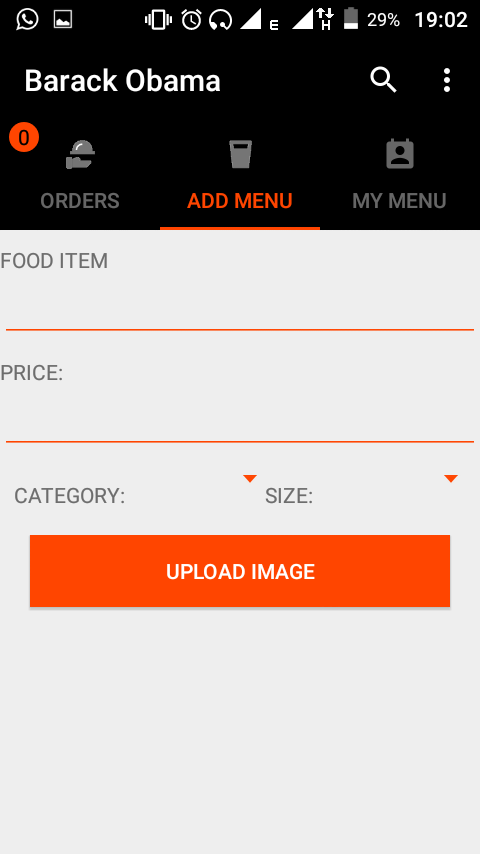 E H 29% 19:02
Barack Obama
0
ORDERS ADD MENU MY MENU
FOOD ITEM
PRICE:
CATEGORY: SIZE:
UPLOAD IMAGE